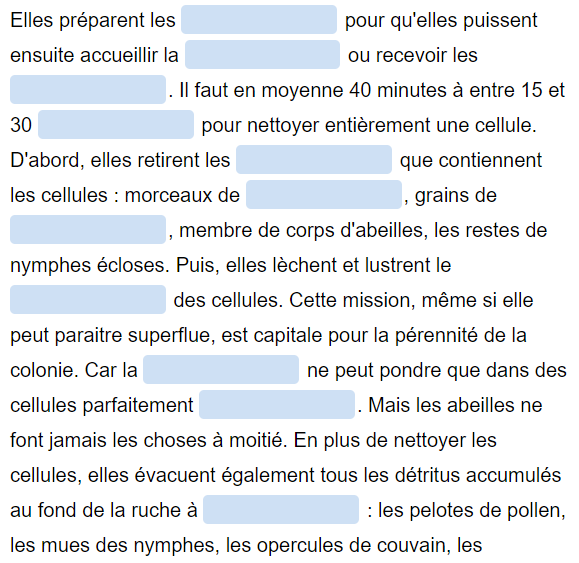 Elles préparent les pour qu'elles puissent
ensuite accueillir la ou recevoir les
. Il faut en moyenne 40 minutes à entre 15 et
30 pour nettoyer entièrement une cellule.
D'abord, elles retirent les que contiennent
les cellules : morceaux de , grains de
, membre de corps d'abeilles, les restes de
nymphes écloses. Puis, elles lèchent et lustrent le
des cellules. Cette mission, même si elle
peut paraitre superflue, est capitale pour la pérennité de la
colonie. Car la ne peut pondre que dans des
cellules parfaitement . Mais les abeilles ne
font jamais les choses à moitié. En plus de nettoyer les
cellules, elles évacuent également tous les détritus accumulés
au fond de la ruche à : les pelotes de pollen,
les mues des nymphes, les opercules de couvain, les